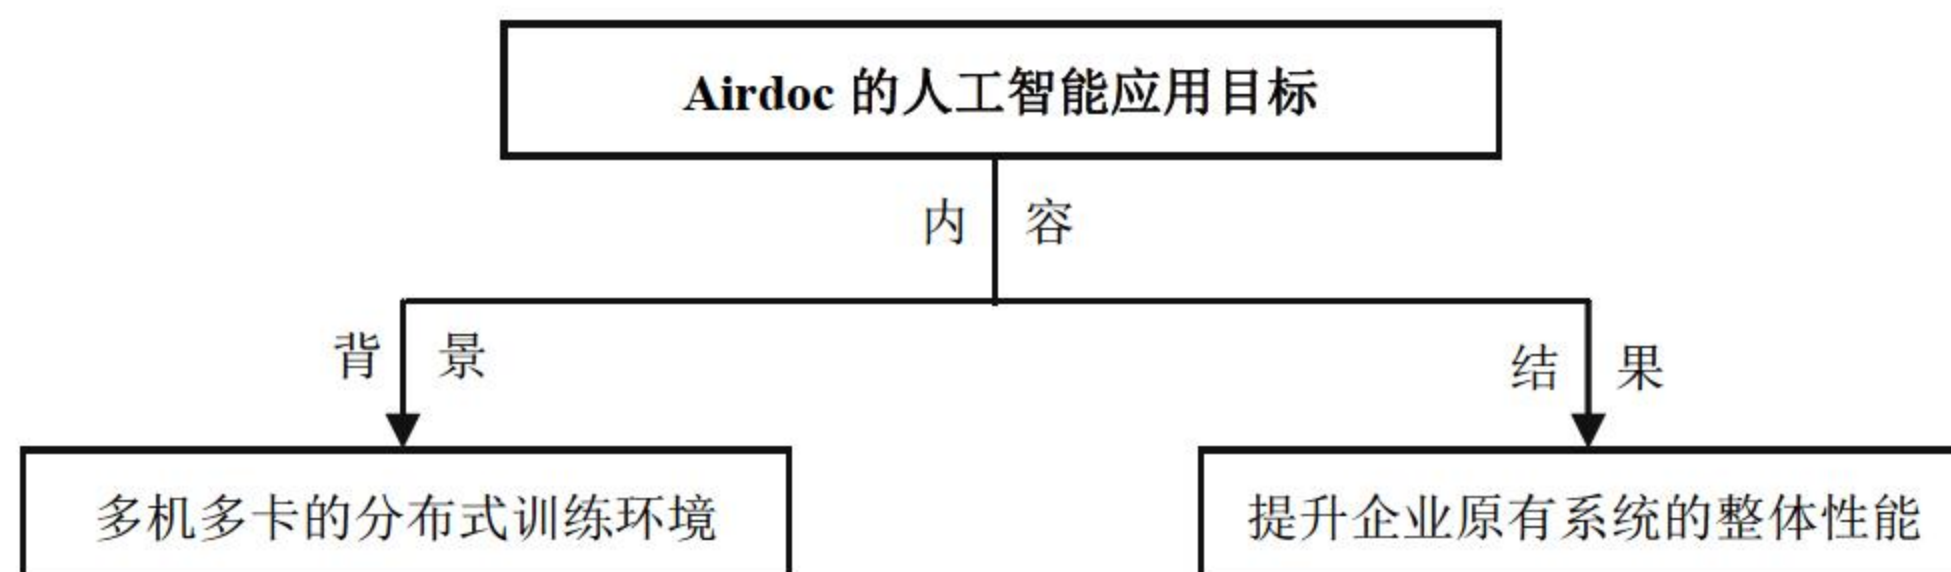 Airdoc 的人工智能应用目标
内 容
背 景
结 果
多机多卡的分布式训练环境
提升企业原有系统的整体性能